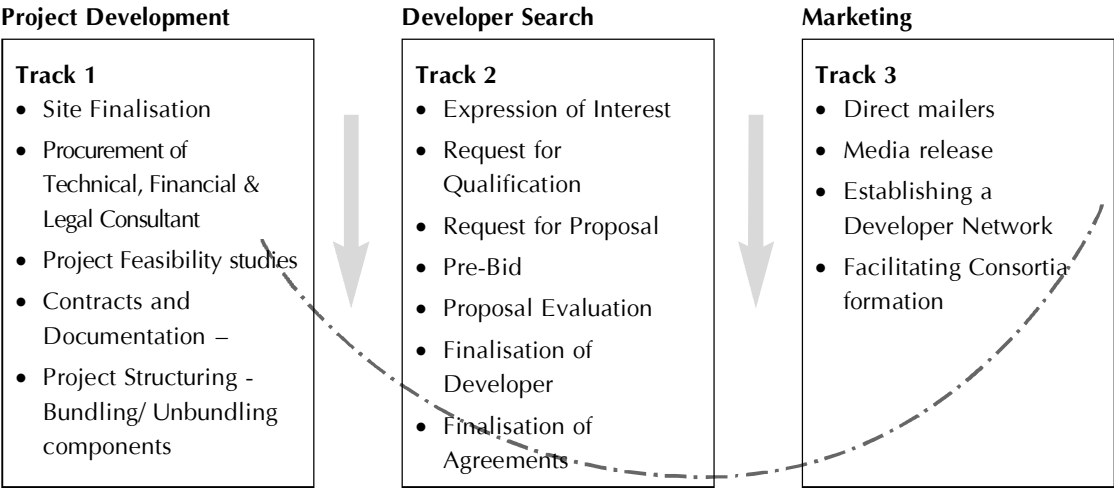 Project Development
Track 1
• Site Finalisation
• Procurement of
Technical, Financial &
Legal Consultant
• Project Feasibility studies
• Contracts and
Documentation –
• Project Structuring -
Bundling/ Unbundling
components
Developer Search
Track 2
• Expression of Interest
• Request for
Qualification
• Request for Proposal
• Pre-Bid
• Proposal Evaluation
• Finalisation of
Developer
• Finalisation of
Agreements
Marketing
Track 3
• Direct mailers
• Media release
• Establishing a
Developer Network
• Facilitating Consortia
formation